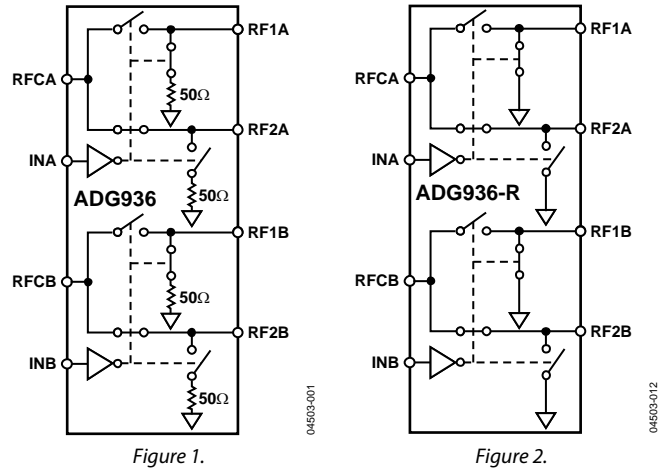 RF1A
RFCA
50Ω
RF2A
INA
50Ω
ADG936
RF1B
RFCB
50Ω
RF2B
INB
50Ω
04503-001
Figure 1.
RF1A
RFCA
RF2A
INA
ADG936-R
RF1B
RFCB
RF2B
INB
04503-012
Figure 2.